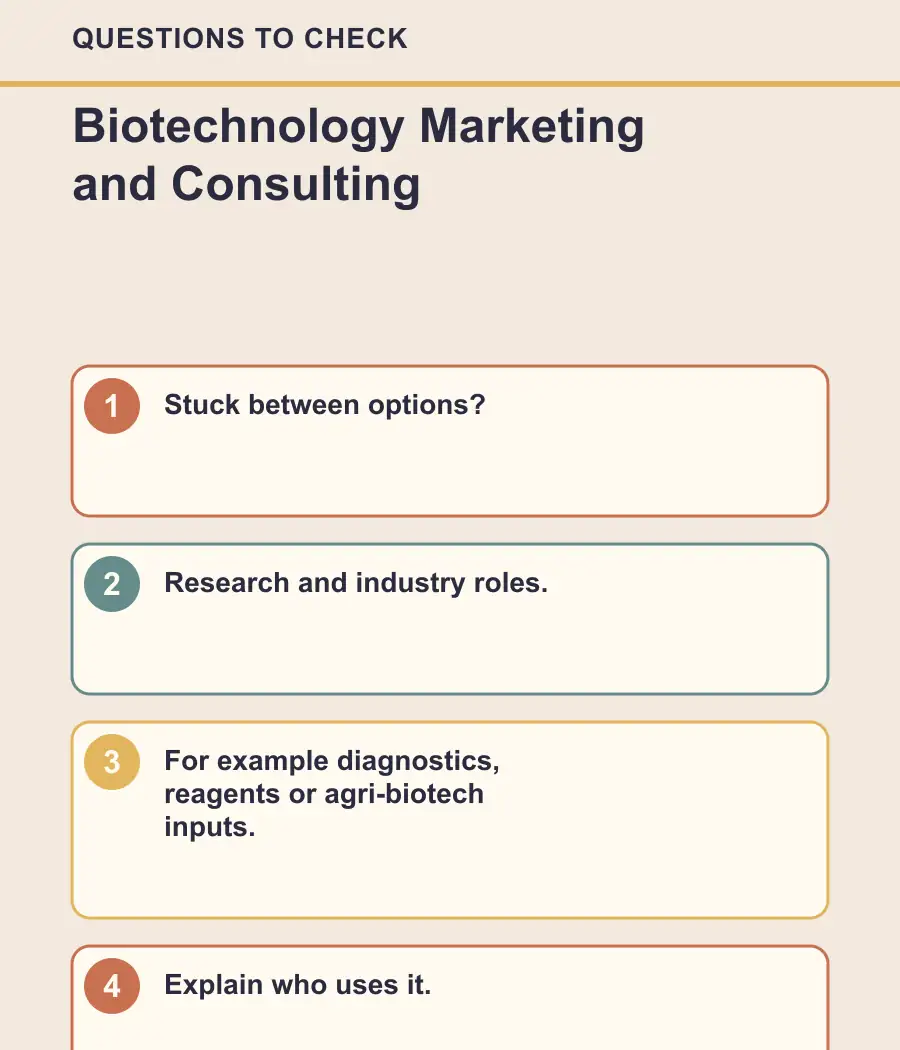 QUESTIONS TO CHECK
Biotechnology Marketing
and Consulting
1
Stuck between options?
2
Research and industry roles.
3
For example diagnostics,
reagents or agri-biotech
inputs.
4
Explain who uses it.